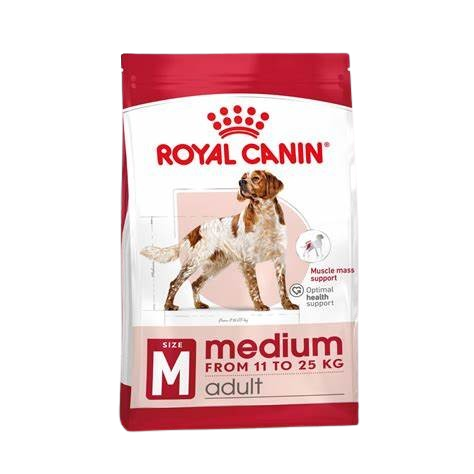 ROYAL CANIN®
Muscle mass
support
Optimal
health
support
SIZE
M
medium
FROM 11 TO 25 KG
adult